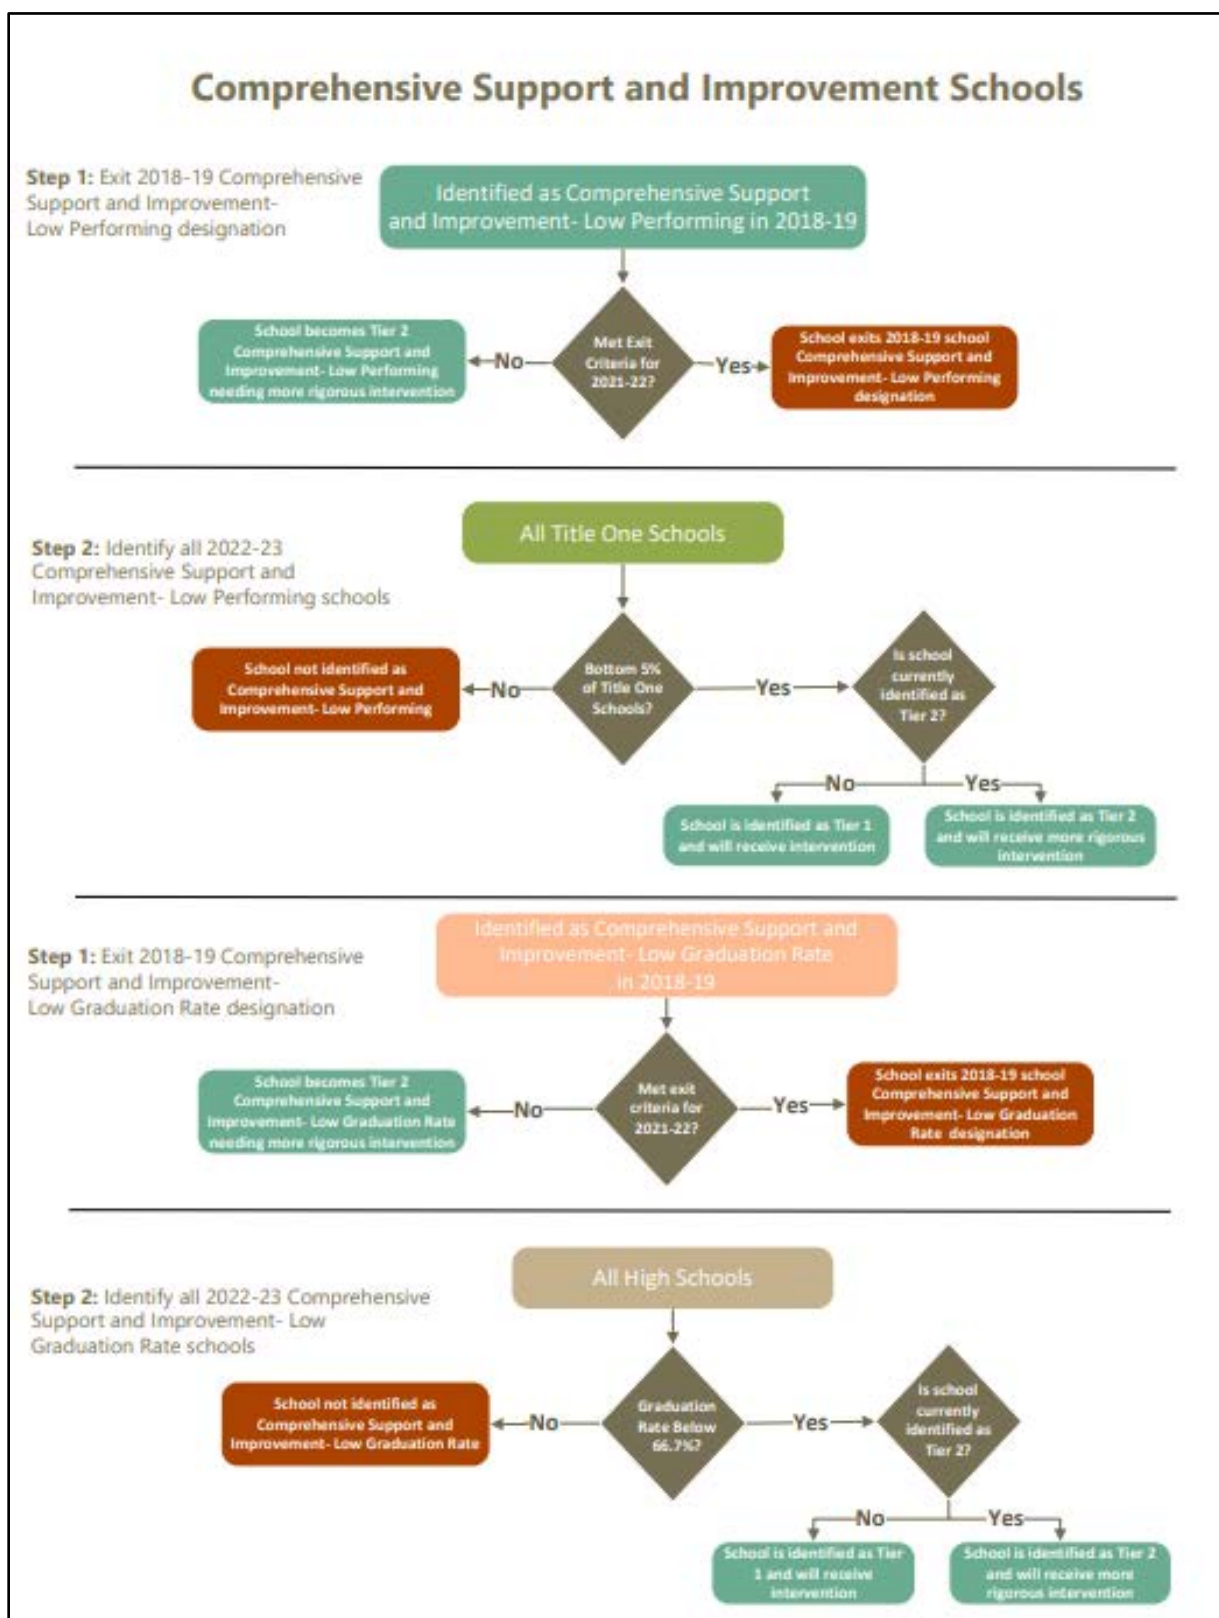 Comprehensive Support and Improvement Schools
Step 1: Exit 2018-19 Comprehensive
Support and Improvement-
Low Performing designation
Identified as Comprehensive Support
and Improvement- Low Performing in 2018-19
Met Exit
Criteria for
2021-22?
No
Yes
School becomes Tier 2
Comprehensive Support and
Improvement- Low Performing
needing more rigorous intervention
School exits 2018-19 school
Comprehensive Support and
Improvement- Low Performing
designation
Step 2: Identify all 2022-23
Comprehensive Support and
Improvement- Low Performing schools
All Title One Schools
Bottom 5%
of Title One
Schools?
No
Yes
School not identified as
Comprehensive Support and
Improvement- Low Performing
Is school
currently
identified as
Tier 2?
No
Yes
School is identified as Tier 1
and will receive intervention
School is identified as Tier 2
and will receive more rigorous
intervention
Step 1: Exit 2018-19 Comprehensive
Support and Improvement-
Low Graduation Rate designation
Identified as Comprehensive Support and
Improvement- Low Graduation Rate
in 2018-19
Met exit
criteria for
2021-22?
No
Yes
School becomes Tier 2
Comprehensive Support and
Improvement- Low Graduation Rate
needing more rigorous intervention
School exits 2018-19 school
Comprehensive Support and
Improvement- Low Graduation
Rate designation
Step 2: Identify all 2022-23 Comprehensive
Support and Improvement- Low
Graduation Rate schools
All High Schools
Graduation
Rate Below
66.7%?
No
Yes
School not identified as
Comprehensive Support and
Improvement- Low Graduation Rate
Is school
currently
identified as
Tier 2?
No
Yes
School is identified as Tier
1 and will receive
intervention
School is identified as Tier 2
and will receive more
rigorous intervention